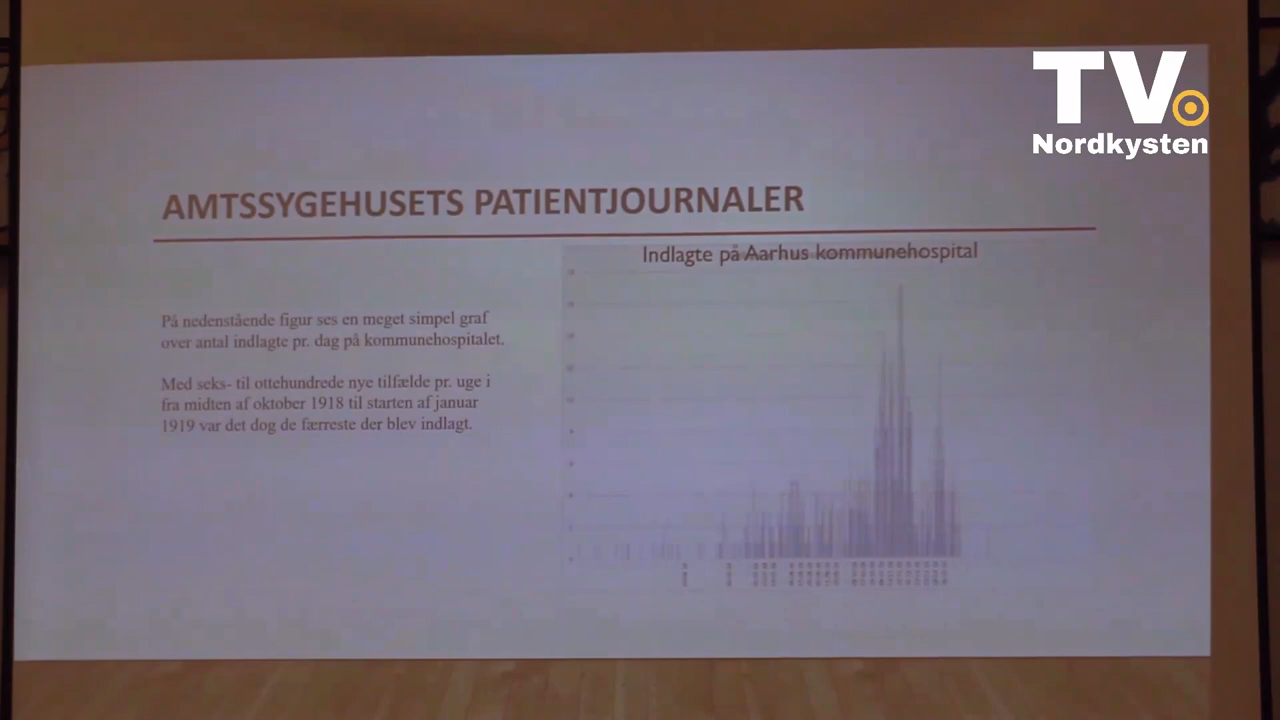 TV
Nordkysten
AMTSSYGEHUSETS PATIENTJOURNALER
Indlagte på Aarhus kommunehospital
På nedenstående figur ses en meget simpel graf
over antal indlagte pr. dag på kommunehospitalet.
Med seks- til ottehundrede nye tilfælde pr. uge i
fra midten af oktober 1918 til starten af januar
1919 var det dog de færreste der blev indlagt.